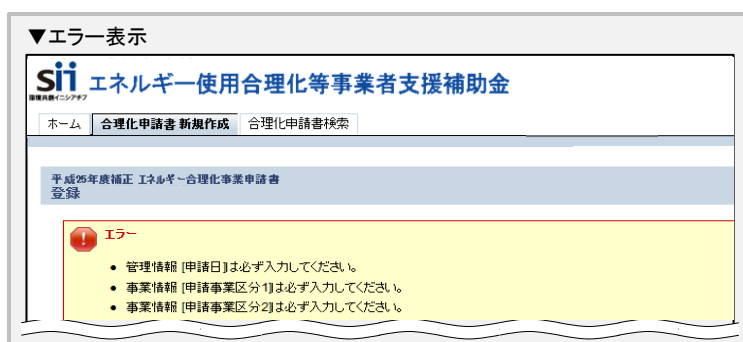 ▼エラー表示
Sii エネルギー使用合理化等事業者支援補助金
環境共創イニシアチブ
ホーム 合理化申請書 新規作成 合理化申請書検索
平成25年度補正 エネルギー合理化事業申請書
登録
エラー
● 管理情報 [申請日]は必ず入力してください。
● 事業情報 [申請事業区分1]は必ず入力してください。
● 事業情報 [申請事業区分2]は必ず入力してください。